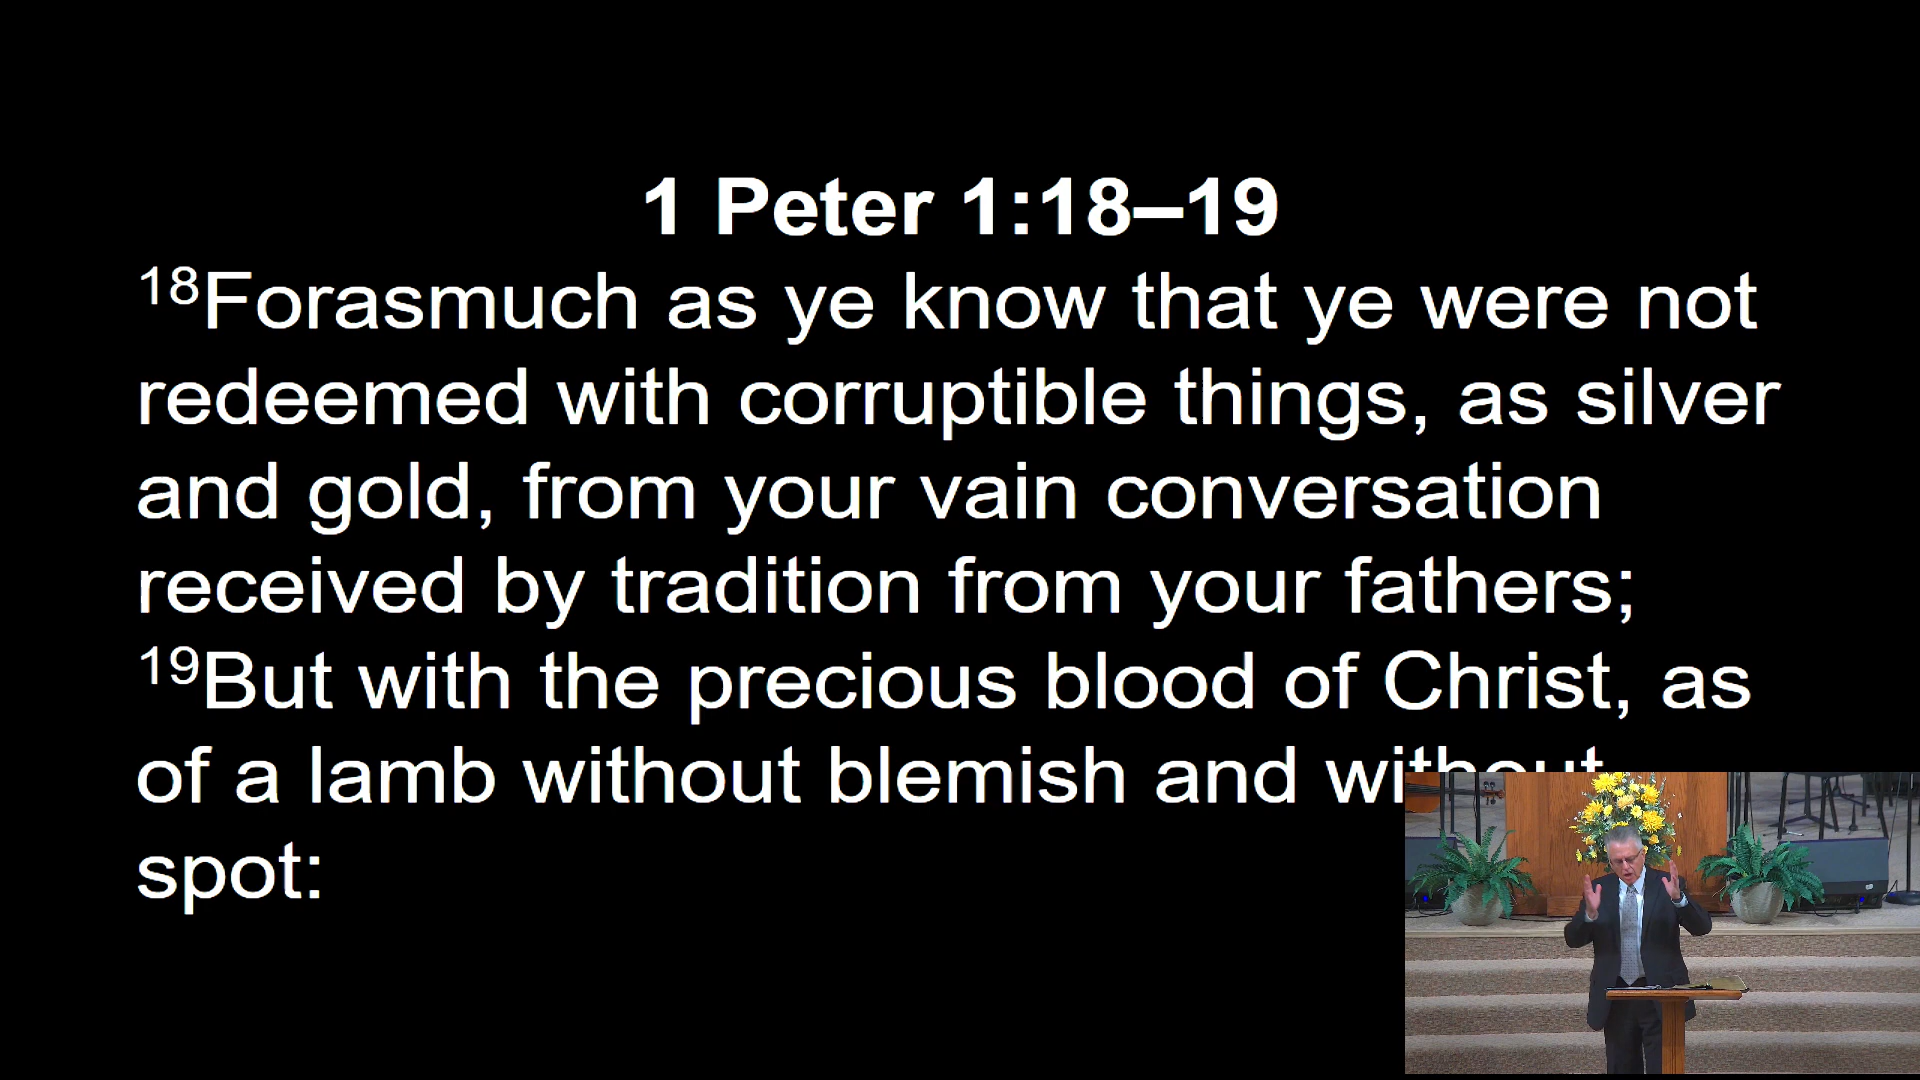 1 Peter 1:18–19
18Forasmuch as ye know that ye were not
redeemed with corruptible things, as silver
and gold, from your vain conversation
received by tradition from your fathers;
19But with the precious blood of Christ, as
of a lamb without blemish and without
spot: